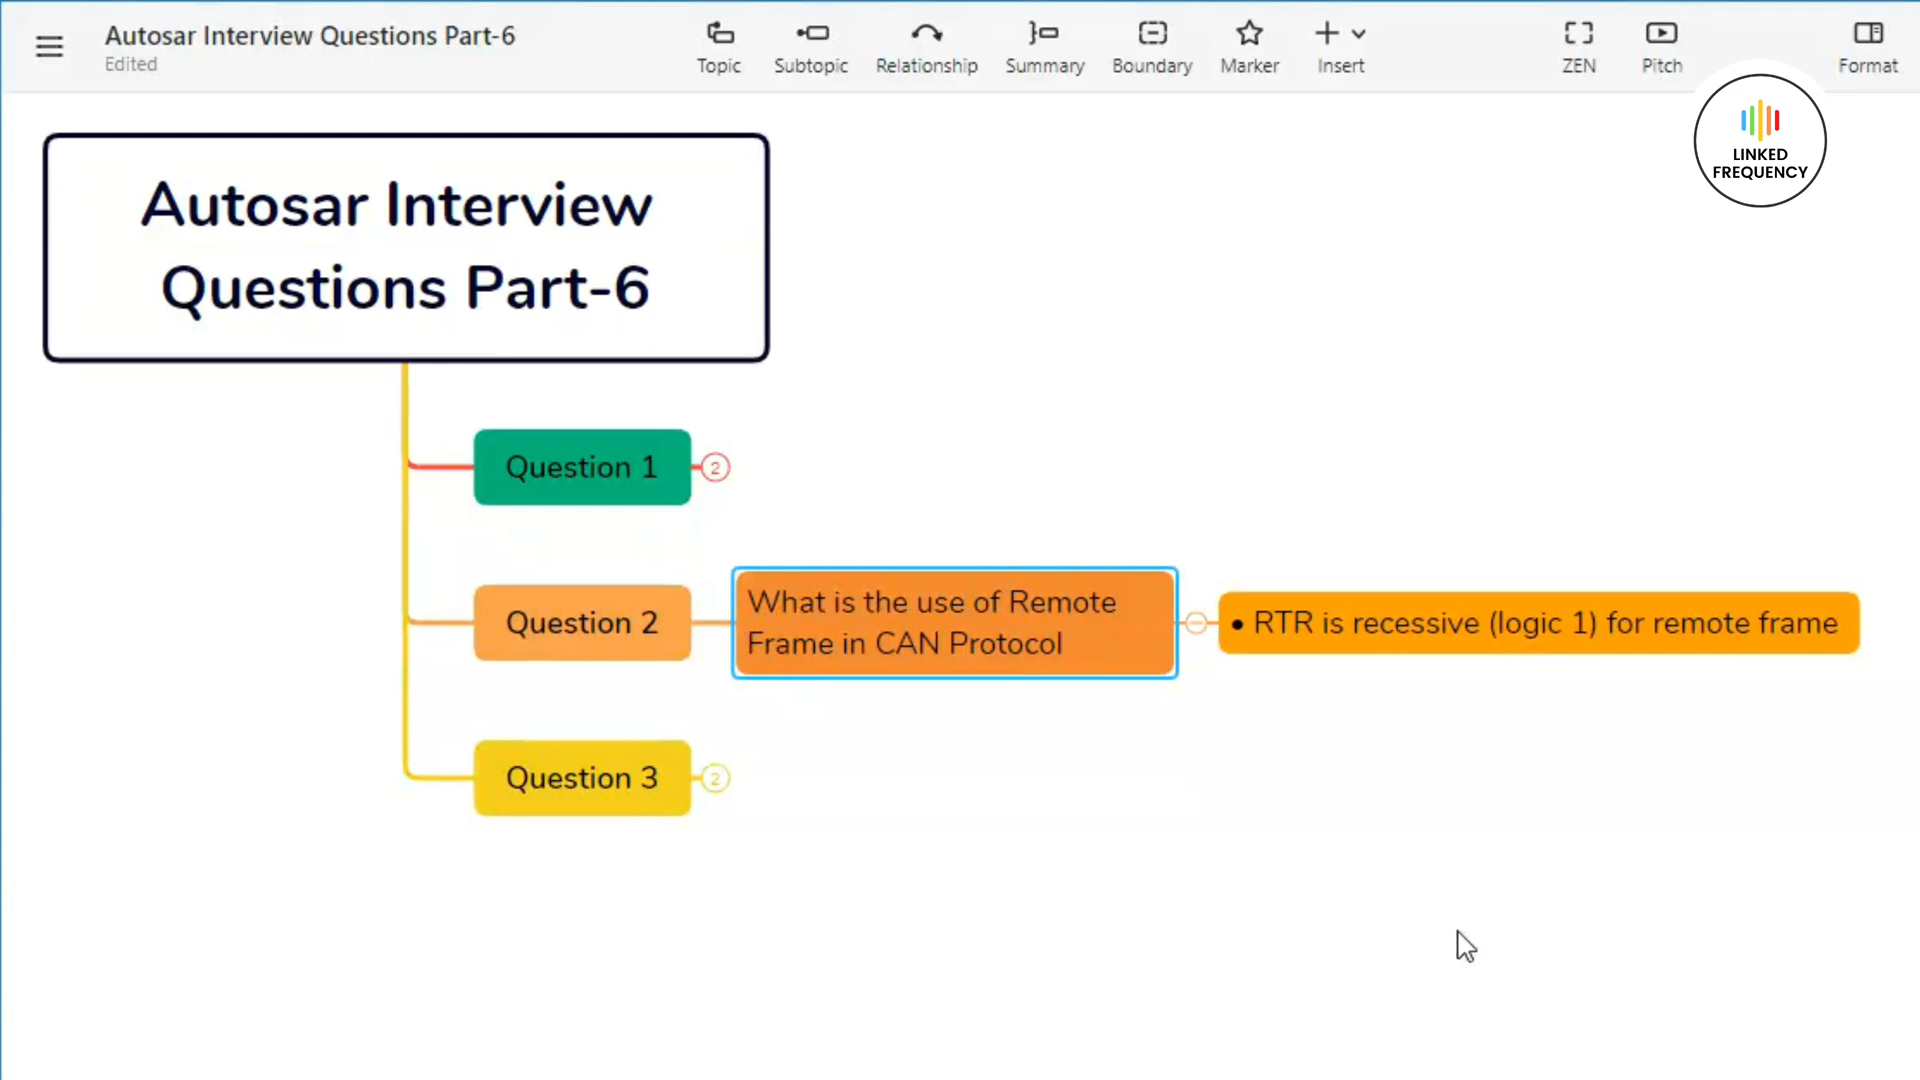 Autosar Interview Questions Part-6
Edited
Topic
Subtopic
Relationship
Summary
Boundary
Marker
Insert
ZEN
Pitch
Format
LINKED
FREQUENCY
Autosar Interview
Questions Part-6
Question 1
2
Question 2
What is the use of Remote
Frame in CAN Protocol
• RTR is recessive (logic 1) for remote frame
Question 3
2